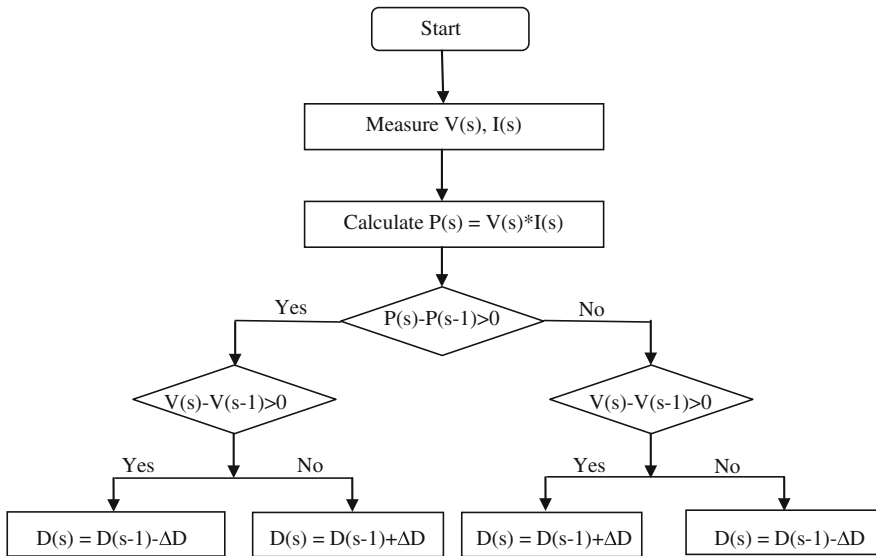 Start
Measure V(s), I(s)
Calculate P(s) = V(s)*I(s)
Yes
P(s)-P(s-1)>0
No
V(s)-V(s-1)>0
V(s)-V(s-1)>0
Yes
No
Yes
No
D(s) = D(s-1)-ΔD
D(s) = D(s-1)+ΔD
D(s) = D(s-1)+ΔD
D(s) = D(s-1)-ΔD